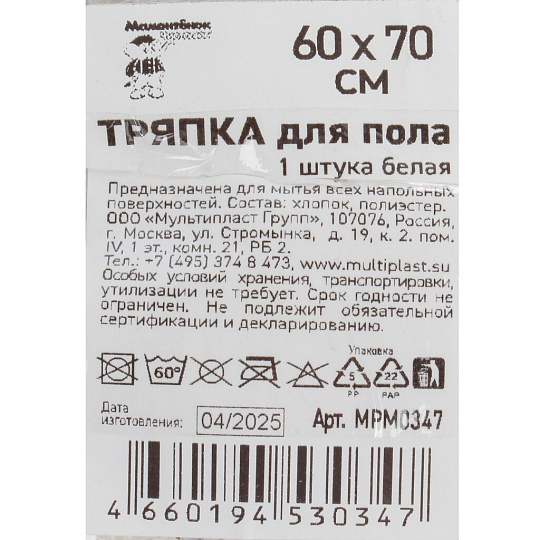 Мамонтёнок
60 x 70
СМ
ТРЯПКА для пола
1 штука белая
Предназначена для мытья всех напольных
поверхностей. Состав: хлопок, полиэстер.
ООО «Мультипласт Групп», 107076, Россия,
г. Москва, ул. Стромынка, д. 19, к. 2. пом.
IV, 1 эт., комн. 21, РБ 2.
Тел.: +7 (495) 374 8 473, www.multiplast.su
Особых условий хранения, транспортировки,
утилизации не требует. Срок годности не
ограничен. Не подлежит обязательной
сертификации и декларированию.
Упаковка
60° 5 22
PP PAP
Дата
изготовления: 04/2025 Арт. МРМ0347
4 660194 530347